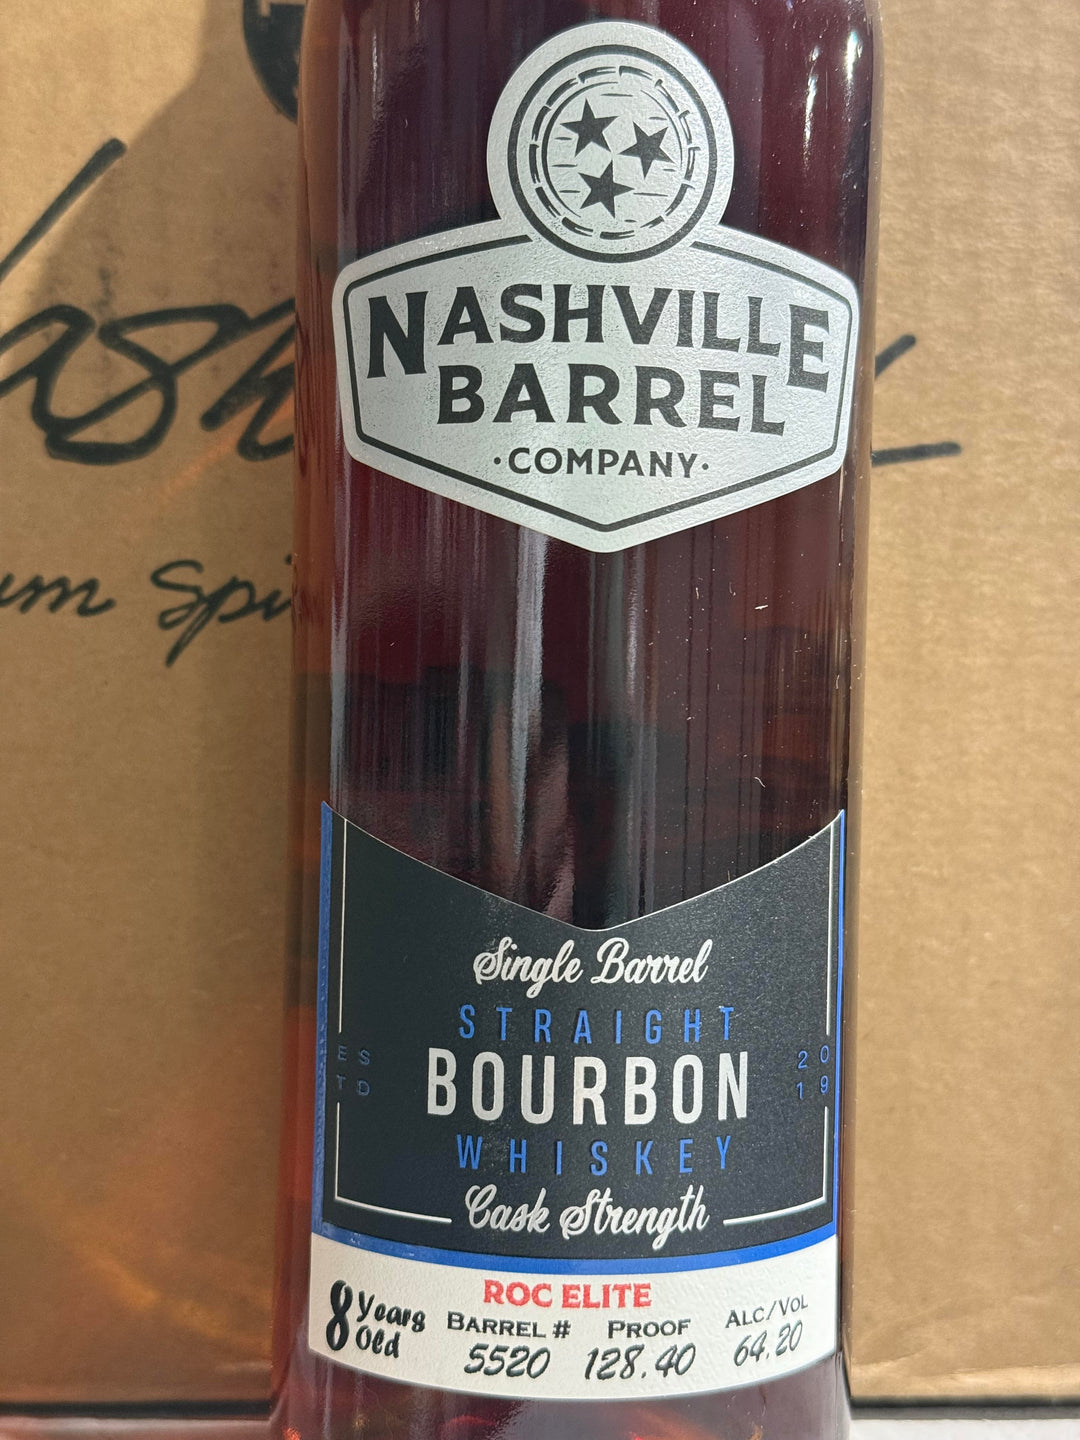 NASHVILLE
BARREL
·COMPANY·
Single Barrel
STRAIGHT
BOURBON
WHISKEY
Cask Strength
ES
TD
20
19
ROC ELITE
8 Years
Old
BARREL #
5520
PROOF
128.40
ALC/VOL
64.20